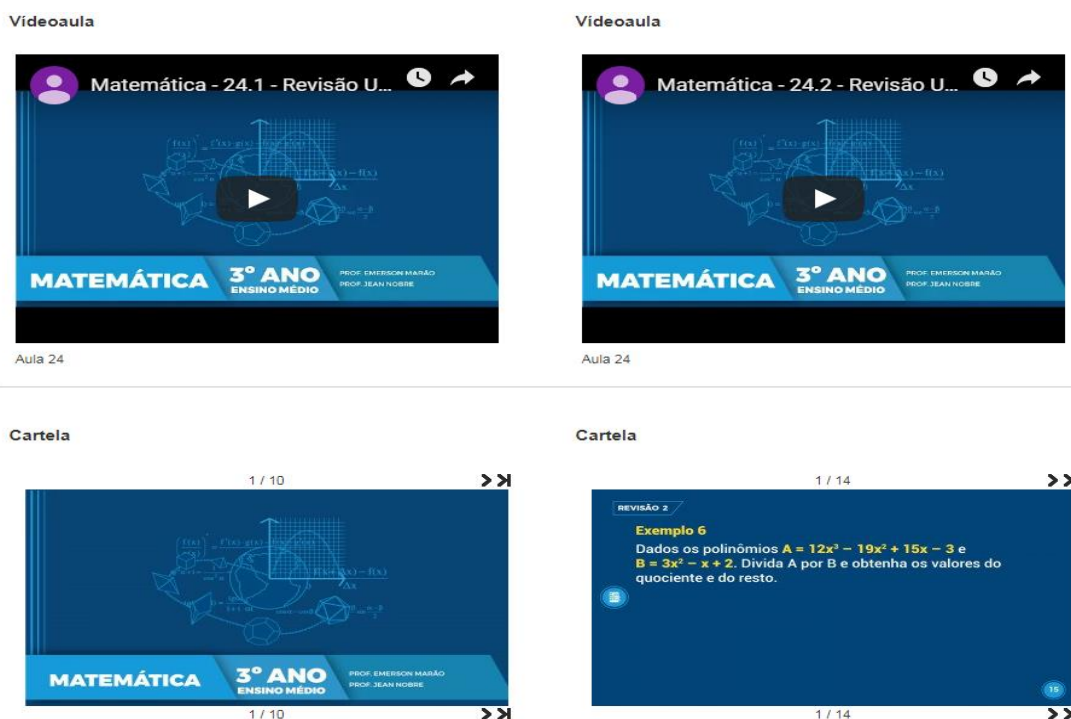 Vídeoaula
Matemática - 24.1 - Revisão U...
MATEMÁTICA
3º ANO
ENSINO MÉDIO
PROF. EMERSON MARÃO
PROF. JEAN NOBRE
Aula 24
Vídeoaula
Matemática - 24.2 - Revisão U...
MATEMÁTICA
3º ANO
ENSINO MÉDIO
PROF. EMERSON MARÃO
PROF. JEAN NOBRE
Aula 24
Cartela
1 / 10
MATEMÁTICA
3º ANO
ENSINO MÉDIO
PROF. EMERSON MARÃO
PROF. JEAN NOBRE
1 / 10
Cartela
1 / 14
REVISÃO 2
Exemplo 6
Dados os polinômios A = 12x³ – 19x² + 15x – 3 e
B = 3x² – x + 2. Divida A por B e obtenha os valores do
quociente e do resto.
15
1 / 14